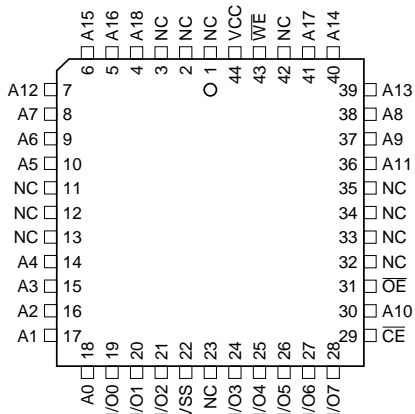 A15 A16 A18 NC NC NC VCC WE NC A17 A14
6 5 4 3 2 1 44 43 42 41 40
A12 7 39 A13
A7 8 38 A8
A6 9 37 A9
A5 10 36 A11
NC 11 35 NC
NC 12 34 NC
NC 13 33 NC
A4 14 32 NC
A3 15 31 OE
A2 16 30 A10
A1 17 29 CE
18 19 20 21 22 23 24 25 26 27 28
A0 I/O0 I/O1 I/O2 VSS NC I/O3 I/O4 I/O5 I/O6 I/O7